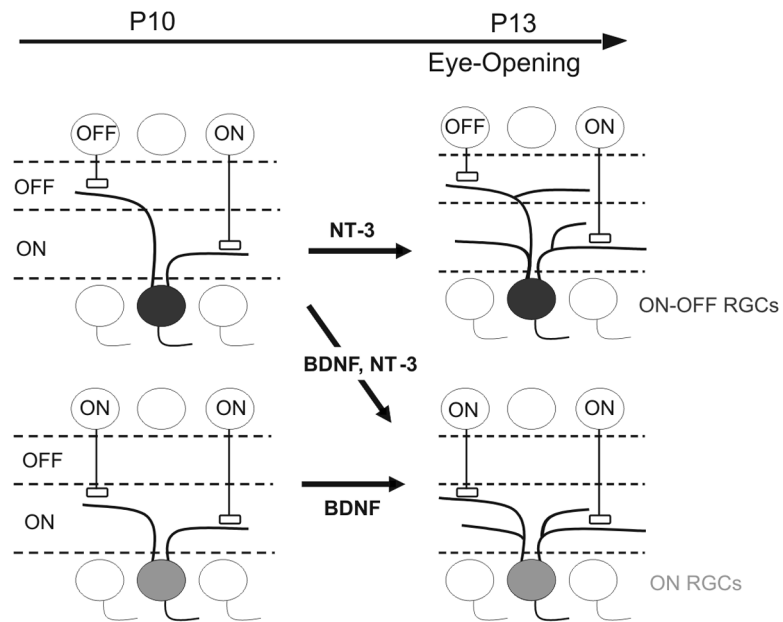 P10
P13
Eye-Opening
OFF
ON
OFF
ON
OFF
ON
NT-3
ON-OFF RGCs
BDNF, NT-3
ON
ON
ON
ON
OFF
ON
BDNF
ON RGCs